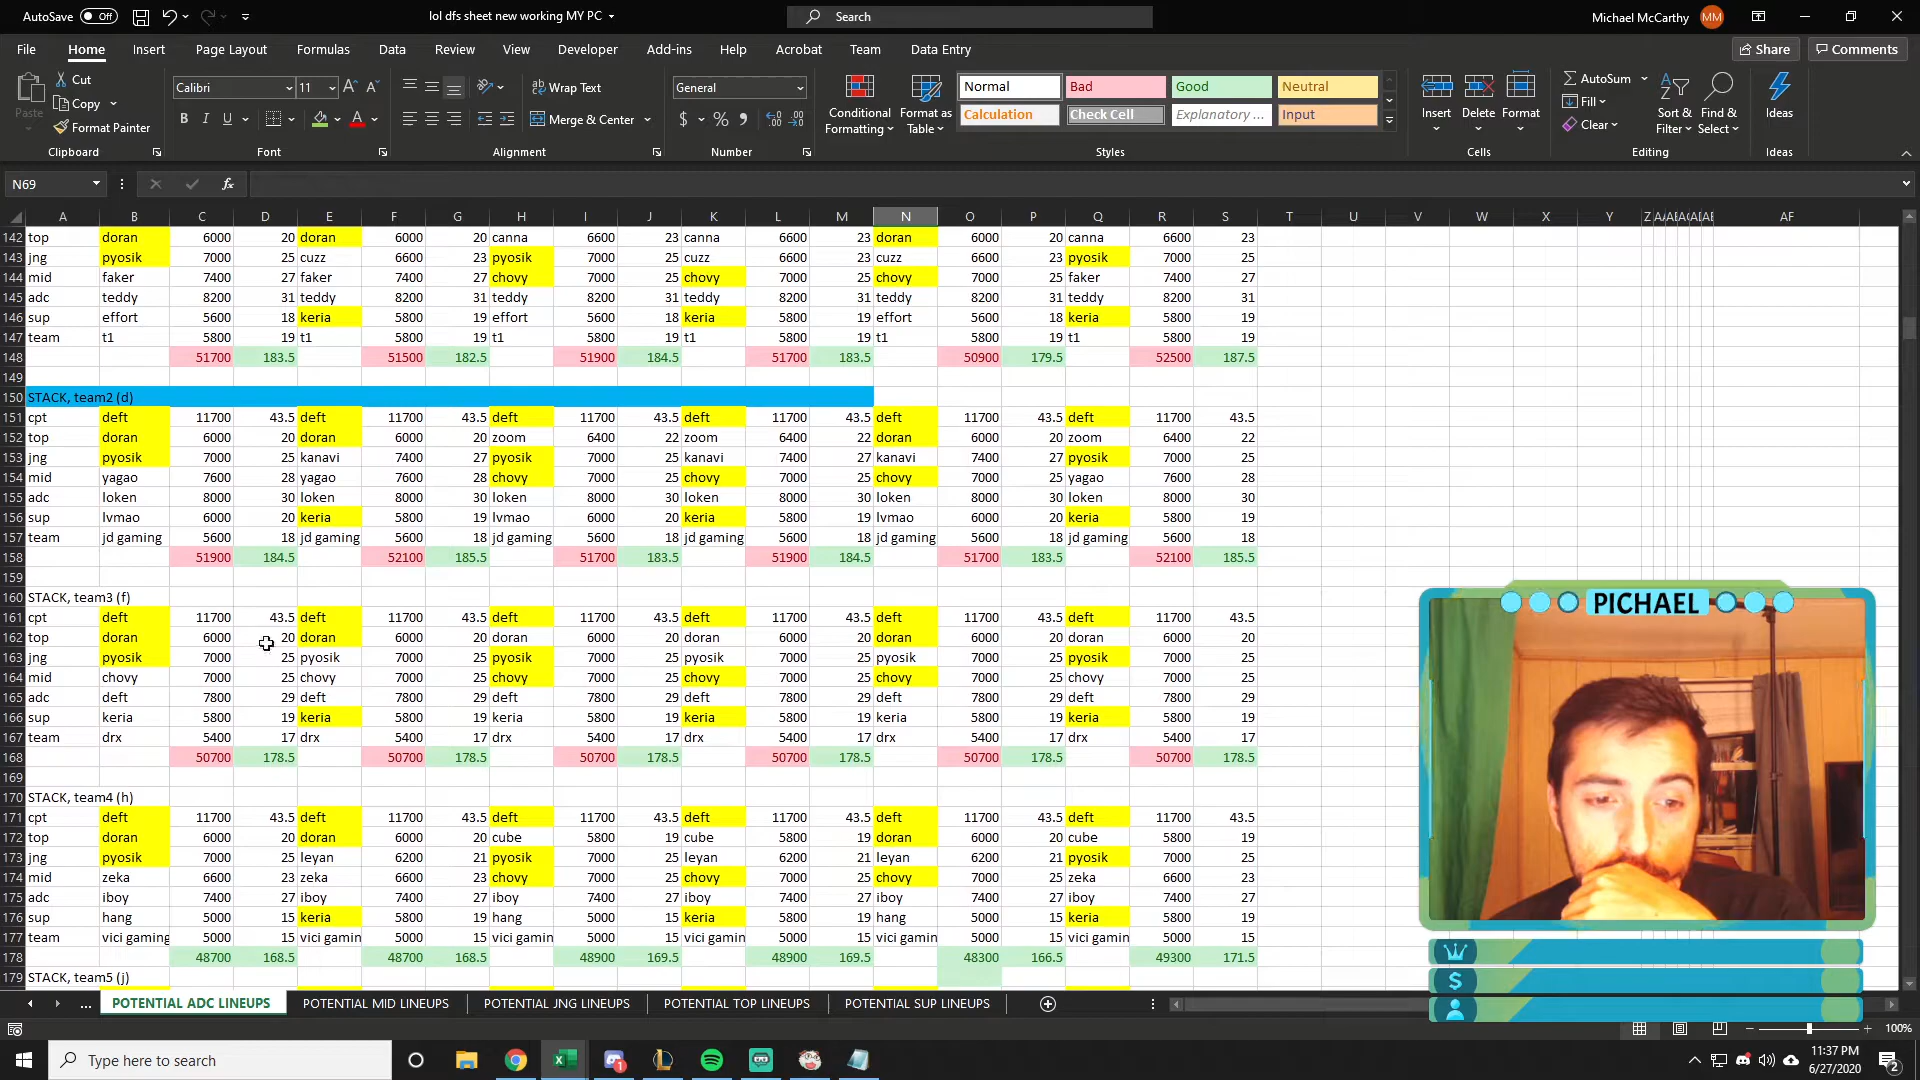 AutoSave Off lol dfs sheet new working MY PC Search Michael McCarthy MM
File Home Insert Page Layout Formulas Data Review View Developer Add-ins Help Acrobat Team Data Entry Share Comments
Cut Calibri 11 Wrap Text General Normal Bad Good Neutral AutoSum
Paste Copy Format Painter Merge & Center Conditional Formatting Format as Table Calculation Check Cell Explanatory ... Input Insert Delete Format Fill Clear Sort & Filter Find & Select Ideas
Clipboard Font Alignment Number Styles Cells Editing Ideas
N69 fx
A B C D E F G H I J K L M N O P Q R S T U V W X Y Z AF
142 top doran 6000 20 doran 6000 20 canna 6600 23 canna 6600 23 doran 6000 20 canna 6600 23
143 jng pyosik 7000 25 cuzz 6600 23 pyosik 7000 25 cuzz 6600 23 cuzz 6600 23 pyosik 7000 25
144 mid faker 7400 27 faker 7400 27 chovy 7000 25 chovy 7000 25 chovy 7000 25 faker 7400 27
145 adc teddy 8200 31 teddy 8200 31 teddy 8200 31 teddy 8200 31 teddy 8200 31 teddy 8200 31
146 sup effort 5600 18 keria 5800 19 effort 5600 18 keria 5800 19 effort 5600 18 keria 5800 19
147 team t1 5800 19 t1 5800 19 t1 5800 19 t1 5800 19 t1 5800 19 t1 5800 19
148 51700 183.5 51500 182.5 51900 184.5 51700 183.5 50900 179.5 52500 187.5
149
150 STACK, team2 (d)
151 cpt deft 11700 43.5 deft 11700 43.5 deft 11700 43.5 deft 11700 43.5 deft 11700 43.5 deft 11700 43.5
152 top doran 6000 20 doran 6000 20 zoom 6400 22 zoom 6400 22 doran 6000 20 zoom 6400 22
153 jng pyosik 7000 25 kanavi 7400 27 pyosik 7000 25 kanavi 7400 27 kanavi 7400 27 pyosik 7000 25
154 mid yagao 7600 28 yagao 7600 28 chovy 7000 25 chovy 7000 25 chovy 7000 25 yagao 7600 28
155 adc loken 8000 30 loken 8000 30 loken 8000 30 loken 8000 30 loken 8000 30 loken 8000 30
156 sup lvmao 6000 20 keria 5800 19 lvmao 6000 20 keria 5800 19 lvmao 6000 20 keria 5800 19
157 team jd gaming 5600 18 jd gaming 5600 18 jd gaming 5600 18 jd gaming 5600 18 jd gaming 5600 18 jd gaming 5600 18
158 51900 184.5 52100 185.5 51700 183.5 51900 184.5 51700 183.5 52100 185.5
159
160 STACK, team3 (f)
161 cpt deft 11700 43.5 deft 11700 43.5 deft 11700 43.5 deft 11700 43.5 deft 11700 43.5 deft 11700 43.5
162 top doran 6000 20 doran 6000 20 doran 6000 20 doran 6000 20 doran 6000 20 doran 6000 20
163 jng pyosik 7000 25 pyosik 7000 25 pyosik 7000 25 pyosik 7000 25 pyosik 7000 25 pyosik 7000 25
164 mid chovy 7000 25 chovy 7000 25 chovy 7000 25 chovy 7000 25 chovy 7000 25 chovy 7000 25
165 adc deft 7800 29 deft 7800 29 deft 7800 29 deft 7800 29 deft 7800 29 deft 7800 29
166 sup keria 5800 19 keria 5800 19 keria 5800 19 keria 5800 19 keria 5800 19 keria 5800 19
167 team drx 5400 17 drx 5400 17 drx 5400 17 drx 5400 17 drx 5400 17 drx 5400 17
168 50700 178.5 50700 178.5 50700 178.5 50700 178.5 50700 178.5 50700 178.5
169
170 STACK, team4 (h)
171 cpt deft 11700 43.5 deft 11700 43.5 deft 11700 43.5 deft 11700 43.5 deft 11700 43.5 deft 11700 43.5
172 top doran 6000 20 doran 6000 20 cube 5800 19 cube 5800 19 doran 6000 20 cube 5800 19
173 jng pyosik 7000 25 leyan 6200 21 pyosik 7000 25 leyan 6200 21 leyan 6200 21 pyosik 7000 25
174 mid zeka 6600 23 zeka 6600 23 chovy 7000 25 chovy 7000 25 chovy 7000 25 zeka 6600 23
175 adc iboy 7400 27 iboy 7400 27 iboy 7400 27 iboy 7400 27 iboy 7400 27 iboy 7400 27
176 sup hang 5000 15 keria 5800 19 hang 5000 15 keria 5800 19 hang 5000 15 keria 5800 19
177 team vici gaming 5000 15 vici gamin 5000 15 vici gamin 5000 15 vici gamin 5000 15 vici gamin 5000 15 vici gamin 5000 15
178 48700 168.5 48700 168.5 48900 169.5 48900 169.5 48300 166.5 49300 171.5
179 STACK, team5 (j)
PICHAEL
$
... POTENTIAL ADC LINEUPS POTENTIAL MID LINEUPS POTENTIAL JNG LINEUPS POTENTIAL TOP LINEUPS POTENTIAL SUP LINEUPS
100%
Type here to search 1 11:37 PM
6/27/2020 2